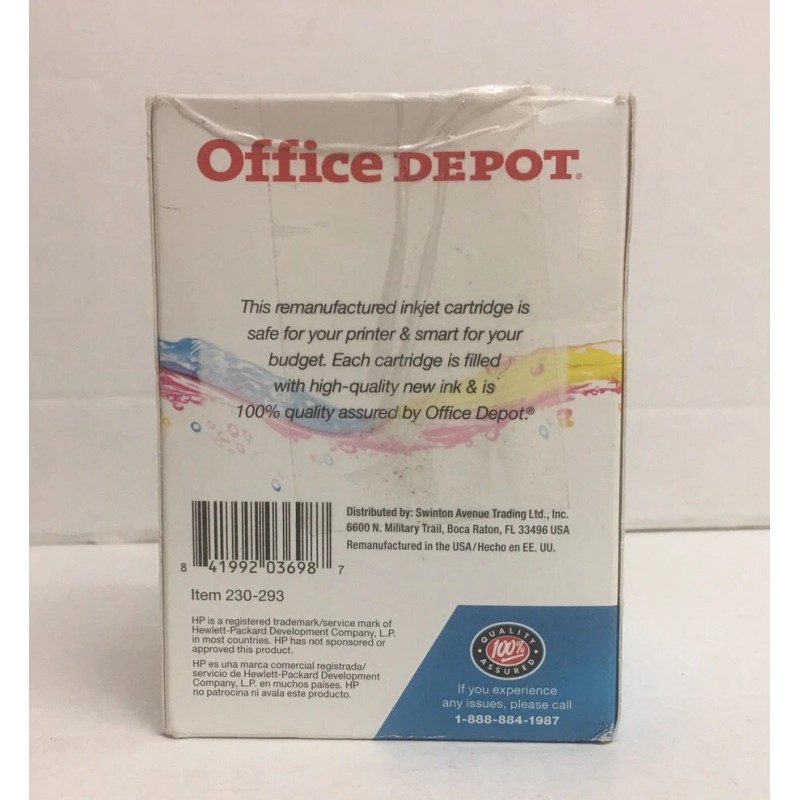 Office DEPOT®
This remanufactured inkjet cartridge is
safe for your printer & smart for your
budget. Each cartridge is filled
with high-quality new ink & is
100% quality assured by Office Depot.®
Distributed by: Swinton Avenue Trading Ltd., Inc.
6600 N. Military Trail, Boca Raton, FL 33496 USA
Remanufactured in the USA/Hecho en EE. UU.
8 41992 03698 7
Item 230-293
HP is a registered trademark/service mark of
Hewlett-Packard Development Company, L.P.
in most countries. HP has not sponsored or
approved this product.
HP es una marca comercial registrada/
servicio de Hewlett-Packard Development
Company, L.P. en muchos países. HP
no patrocina ni avala este producto.
QUALITY
100%
ASSURED
If you experience
any issues, please call
1-888-884-1987